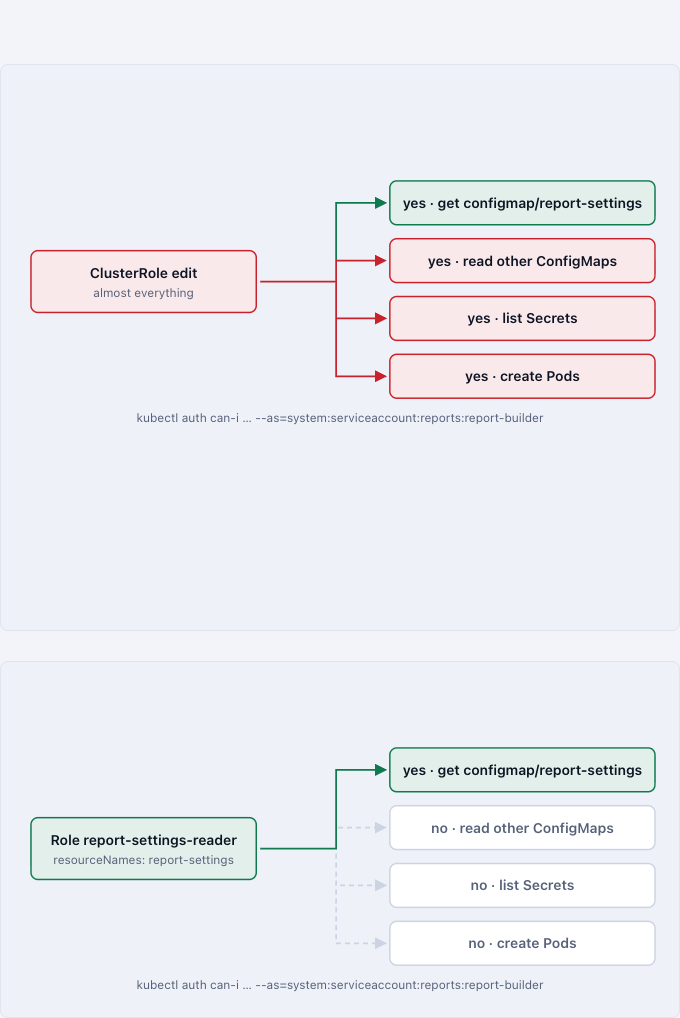 yes · get configmap/report-settings
ClusterRole edit
almost everything
yes · read other ConfigMaps
yes · list Secrets
yes · create Pods
kubectl auth can-i … --as=system:serviceaccount:reports:report-builder
yes · get configmap/report-settings
Role report-settings-reader
resourceNames: report-settings
no · read other ConfigMaps
no · list Secrets
no · create Pods
kubectl auth can-i … --as=system:serviceaccount:reports:report-builder